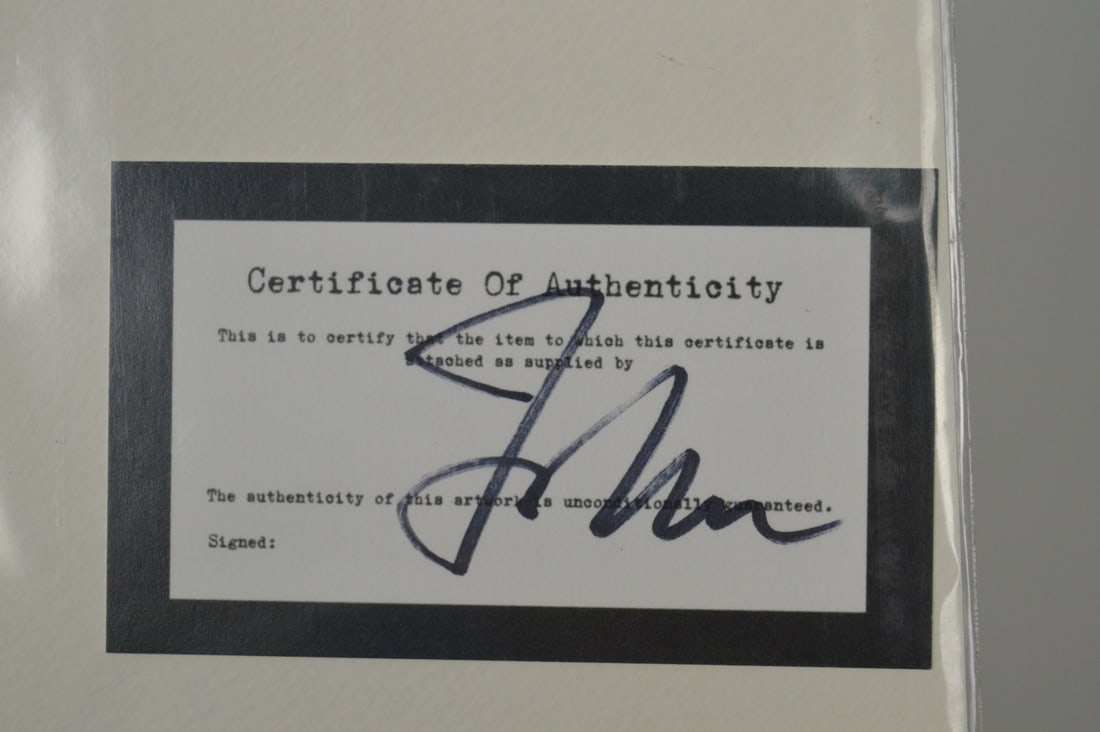 Certificate Of Authenticity
This is to certify that the item to which this certificate is
attached as supplied by
The authenticity of this artwork is unconditionally guaranteed.
Signed:
John